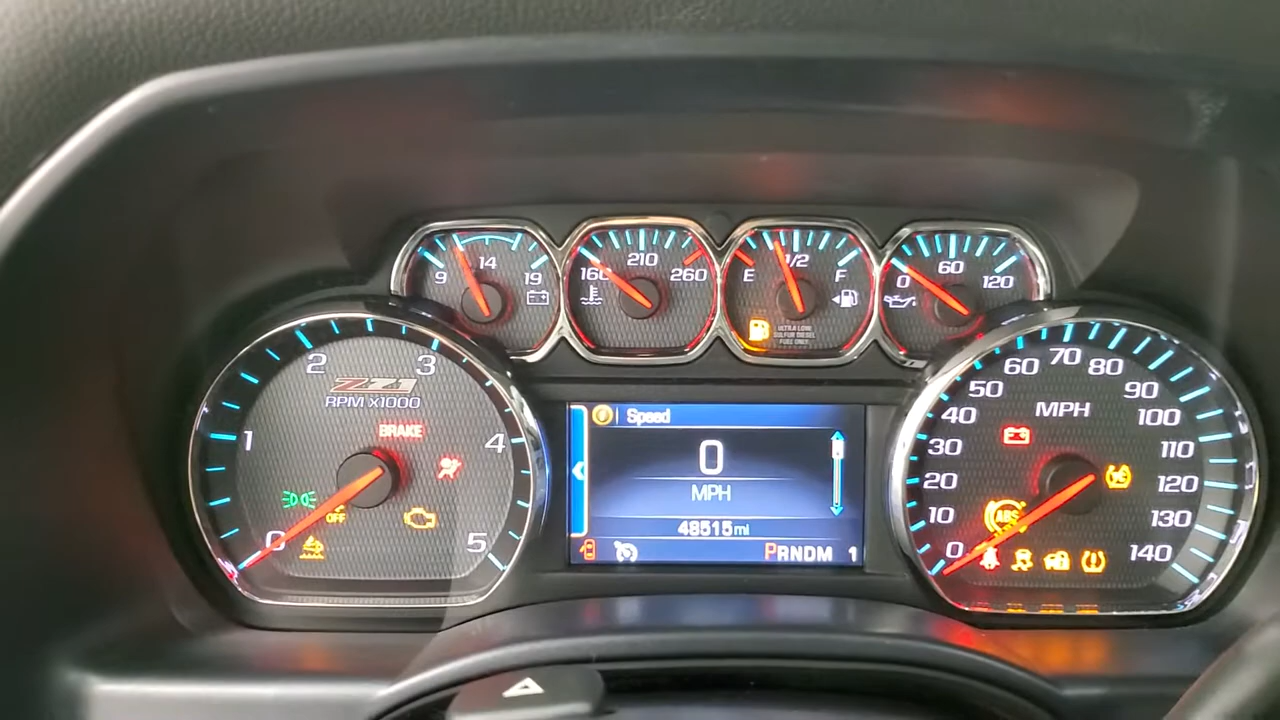 9 14 19
160 210 260
E 1/2 F
ULTRA LOW
SULFUR DIESEL
FUEL ONLY
0 60 120
0 1 2 3 4 5
Z71
RPM x1000
BRAKE
OFF
Speed
0
MPH
48515mi
PRNDM 1
0 10 20 30 40 50 60 70 80 90 100 110 120 130 140
MPH
ABS